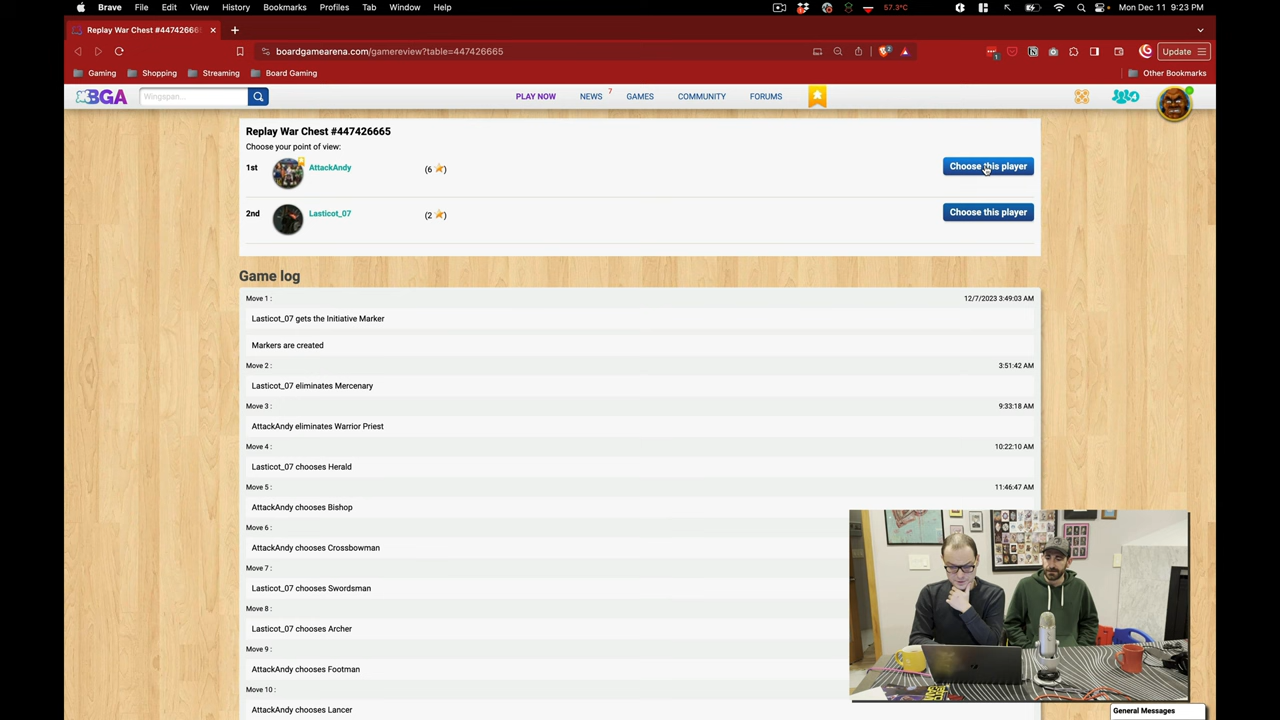 Brave File Edit View History Bookmarks Profiles Tab Window Help 57.3°C Mon Dec 11 9:23 PM
Replay War Chest #44742666
boardgamearena.com/gamereview?table=447426665 Update
Gaming Shopping Streaming Board Gaming Other Bookmarks
BGA Wingspan... PLAY NOW NEWS 7 GAMES COMMUNITY FORUMS
Replay War Chest #447426665
Choose your point of view:
1st AttackAndy (6 ) Choose this player
2nd Lasticot_07 (2 ) Choose this player
Game log
Move 1 : 12/7/2023 3:49:03 AM
Lasticot_07 gets the Initiative Marker
Markers are created
Move 2 : 3:51:42 AM
Lasticot_07 eliminates Mercenary
Move 3 : 9:33:18 AM
AttackAndy eliminates Warrior Priest
Move 4 : 10:22:10 AM
Lasticot_07 chooses Herald
Move 5 : 11:46:47 AM
AttackAndy chooses Bishop
Move 6 :
AttackAndy chooses Crossbowman
Move 7 :
Lasticot_07 chooses Swordsman
Move 8 :
Lasticot_07 chooses Archer
Move 9 :
AttackAndy chooses Footman
Move 10 :
AttackAndy chooses Lancer
General Messages